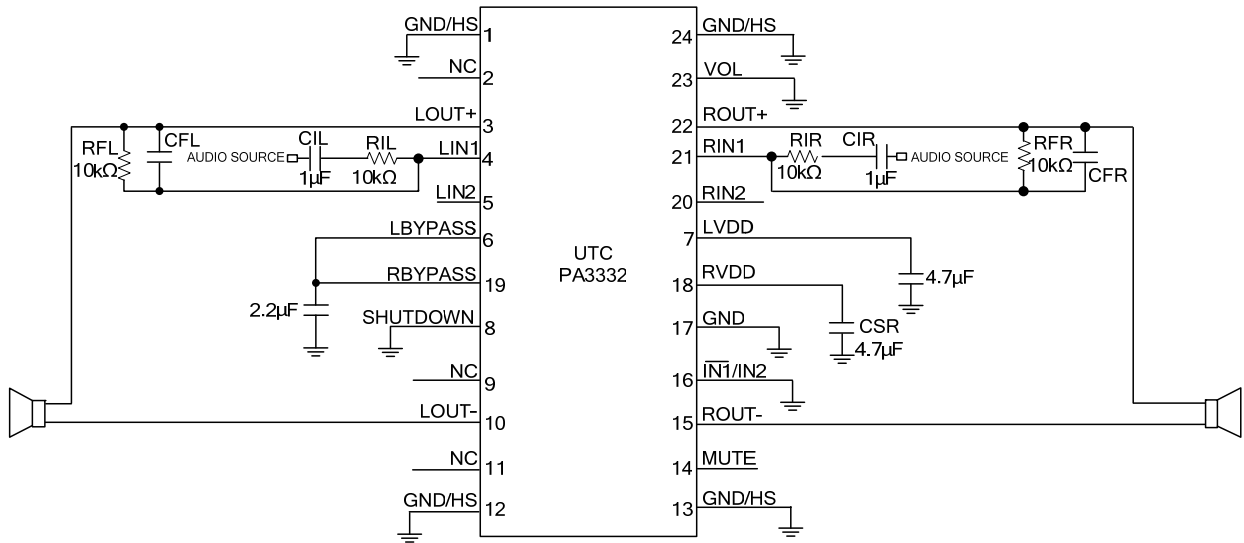 GND/HS
1
NC
2
LOUT+
3
RFL
10kΩ
CFL
AUDIO SOURCE
CIL
1µF
RIL
10kΩ
LIN1
4
LIN2
5
LBYPASS
6
RBYPASS
19
2.2µF
SHUTDOWN
8
NC
9
LOUT-
10
NC
11
GND/HS
12
UTC
PA3332
24
GND/HS
23
VOL
22
ROUT+
21
RIN1
RIR
10kΩ
CIR
1µF
AUDIO SOURCE
RFR
10kΩ
CFR
20
RIN2
7
LVDD
4.7µF
18
RVDD
CSR
4.7µF
17
GND
16
I̅N̅1̅/IN2
15
ROUT-
14
MUTE
13
GND/HS